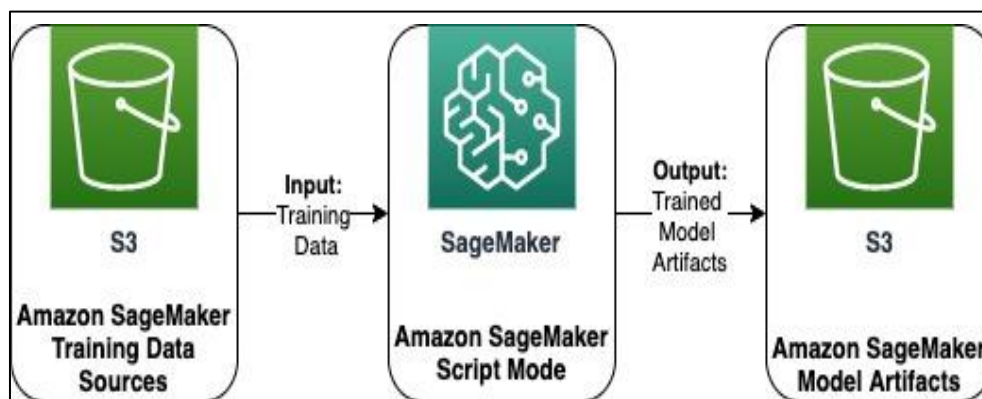 S3
Amazon SageMaker
Training Data
Sources
Input:
Training
Data
SageMaker
Amazon SageMaker
Script Mode
Output:
Trained
Model
Artifacts
S3
Amazon SageMaker
Model Artifacts